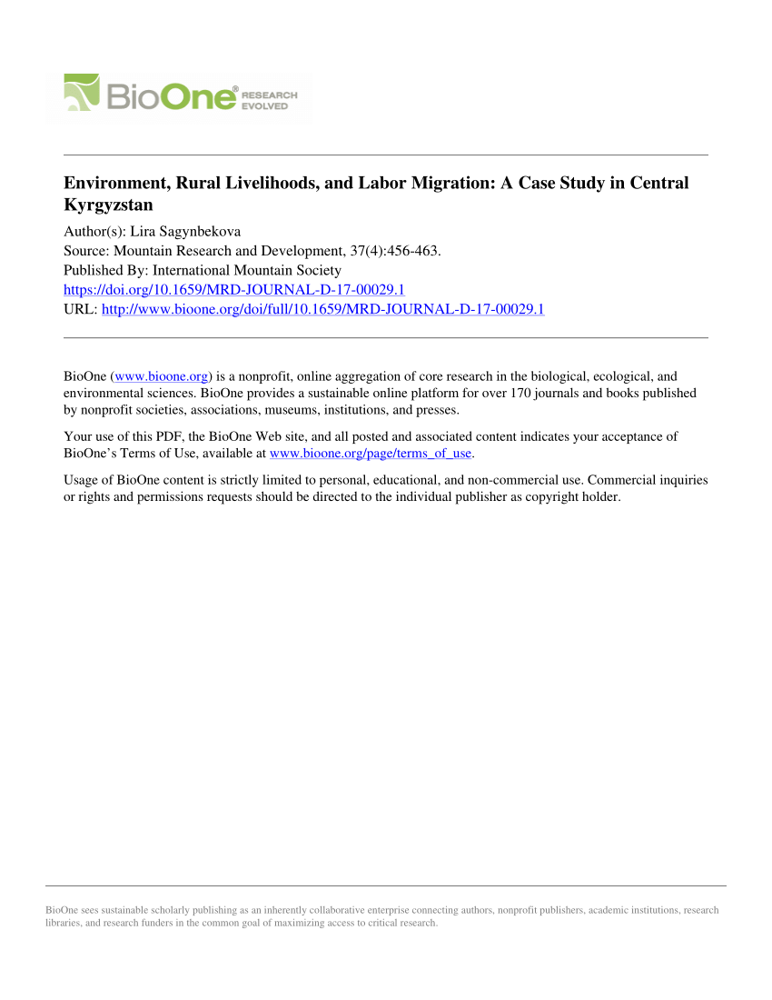 BioOne® RESEARCH
EVOLVED
Environment, Rural Livelihoods, and Labor Migration: A Case Study in Central
Kyrgyzstan
Author(s): Lira Sagynbekova
Source: Mountain Research and Development, 37(4):456-463.
Published By: International Mountain Society
https://doi.org/10.1659/MRD-JOURNAL-D-17-00029.1
URL: http://www.bioone.org/doi/full/10.1659/MRD-JOURNAL-D-17-00029.1
BioOne (www.bioone.org) is a nonprofit, online aggregation of core research in the biological, ecological, and
environmental sciences. BioOne provides a sustainable online platform for over 170 journals and books published
by nonprofit societies, associations, museums, institutions, and presses.
Your use of this PDF, the BioOne Web site, and all posted and associated content indicates your acceptance of
BioOne’s Terms of Use, available at www.bioone.org/page/terms_of_use.
Usage of BioOne content is strictly limited to personal, educational, and non-commercial use. Commercial inquiries
or rights and permissions requests should be directed to the individual publisher as copyright holder.
BioOne sees sustainable scholarly publishing as an inherently collaborative enterprise connecting authors, nonprofit publishers, academic institutions, research
libraries, and research funders in the common goal of maximizing access to critical research.